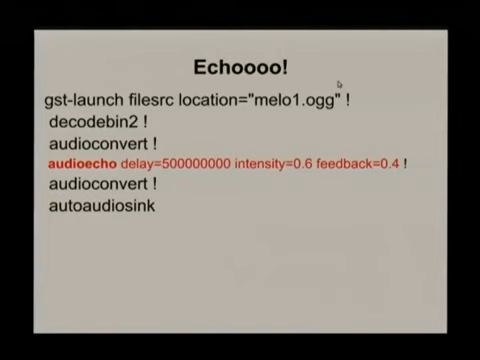 Echoooo!
gst-launch filesrc location="melo1.ogg" !
decodebin2 !
audioconvert !
audioecho delay=500000000 intensity=0.6 feedback=0.4 !
audioconvert !
autoaudiosink